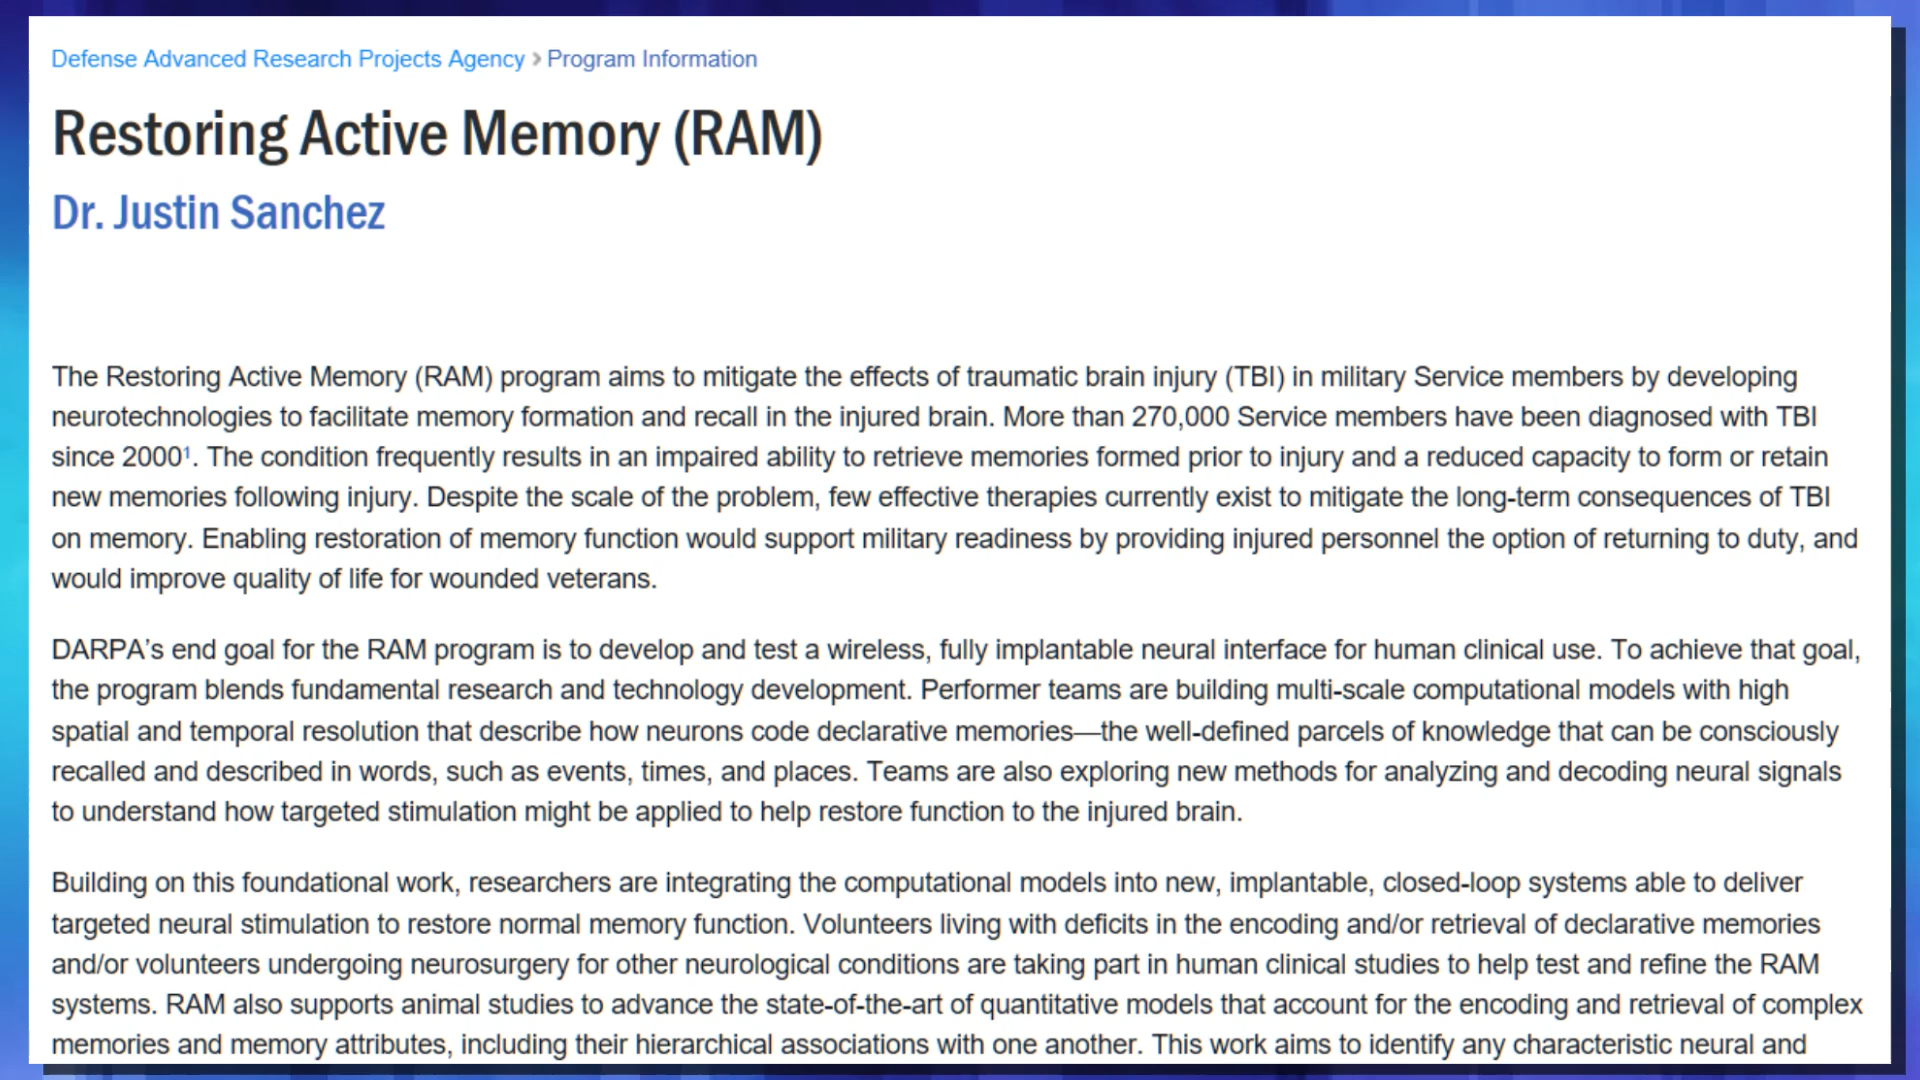 Defense Advanced Research Projects Agency › Program Information
Restoring Active Memory (RAM)
Dr. Justin Sanchez
The Restoring Active Memory (RAM) program aims to mitigate the effects of traumatic brain injury (TBI) in military Service members by developing
neurotechnologies to facilitate memory formation and recall in the injured brain. More than 270,000 Service members have been diagnosed with TBI
since 2000¹. The condition frequently results in an impaired ability to retrieve memories formed prior to injury and a reduced capacity to form or retain
new memories following injury. Despite the scale of the problem, few effective therapies currently exist to mitigate the long-term consequences of TBI
on memory. Enabling restoration of memory function would support military readiness by providing injured personnel the option of returning to duty, and
would improve quality of life for wounded veterans.
DARPA’s end goal for the RAM program is to develop and test a wireless, fully implantable neural interface for human clinical use. To achieve that goal,
the program blends fundamental research and technology development. Performer teams are building multi-scale computational models with high
spatial and temporal resolution that describe how neurons code declarative memories—the well-defined parcels of knowledge that can be consciously
recalled and described in words, such as events, times, and places. Teams are also exploring new methods for analyzing and decoding neural signals
to understand how targeted stimulation might be applied to help restore function to the injured brain.
Building on this foundational work, researchers are integrating the computational models into new, implantable, closed-loop systems able to deliver
targeted neural stimulation to restore normal memory function. Volunteers living with deficits in the encoding and/or retrieval of declarative memories
and/or volunteers undergoing neurosurgery for other neurological conditions are taking part in human clinical studies to help test and refine the RAM
systems. RAM also supports animal studies to advance the state-of-the-art of quantitative models that account for the encoding and retrieval of complex
memories and memory attributes, including their hierarchical associations with one another. This work aims to identify any characteristic neural and